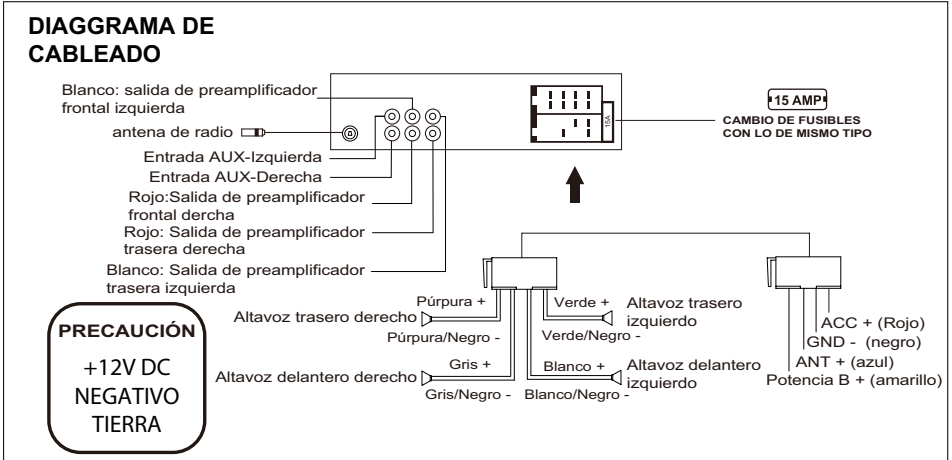 DIAGGRAMA DE
CABLEADO
Blanco: salida de preamplificador
frontal izquierda
antena de radio
Entrada AUX-Izquierda
Entrada AUX-Derecha
Rojo:Salida de preamplificador
frontal dercha
Rojo: Salida de preamplificador
trasera derecha
Blanco: Salida de preamplificador
trasera izquierda
15A
15 AMP
CAMBIO DE FUSIBLES
CON LO DE MISMO TIPO
PRECAUCIÓN
+12V DC
NEGATIVO
TIERRA
Altavoz trasero derecho
Púrpura +
Púrpura/Negro -
Verde +
Verde/Negro -
Altavoz trasero
izquierdo
Altavoz delantero derecho
Gris +
Gris/Negro -
Blanco +
Blanco/Negro -
Altavoz delantero
izquierdo
ACC + (Rojo)
GND - (negro)
ANT + (azul)
Potencia B + (amarillo)